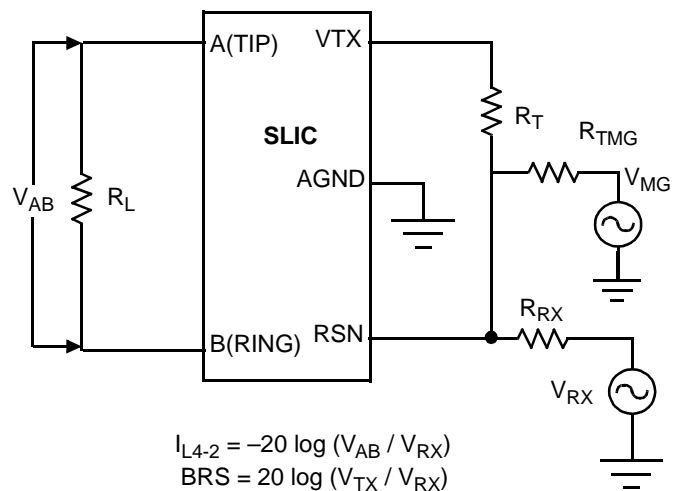 A(TIP) VTX
SLIC
R_T
R_TMG
AGND
V_MG
V_AB R_L
R_RX
B(RING) RSN
V_RX
I_L4-2 = –20 log (V_AB / V_RX)
BRS = 20 log (V_TX / V_RX)